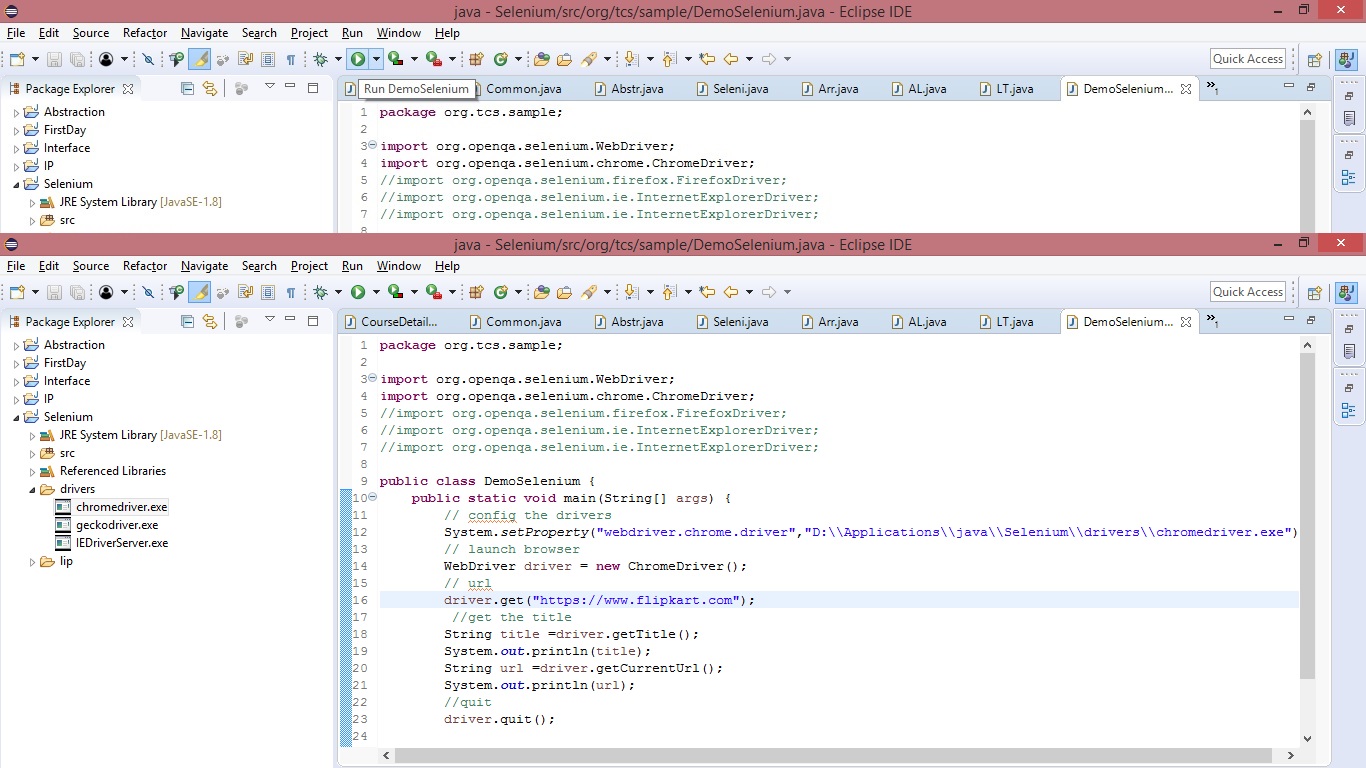 java - Selenium/src/org/tcs/sample/DemoSelenium.java - Eclipse IDE
File Edit Source Refactor Navigate Search Project Run Window Help
Quick Access
Package Explorer
Run DemoSelenium Common.java Abstr.java Seleni.java Arr.java AL.java LT.java DemoSelenium... »1
Abstraction
FirstDay
Interface
IP
Selenium
JRE System Library [JavaSE-1.8]
src
1 package org.tcs.sample;
2
3 import org.openqa.selenium.WebDriver;
4 import org.openqa.selenium.chrome.ChromeDriver;
5 //import org.openqa.selenium.firefox.FirefoxDriver;
6 //import org.openqa.selenium.ie.InternetExplorerDriver;
7 //import org.openqa.selenium.ie.InternetExplorerDriver;
8
java - Selenium/src/org/tcs/sample/DemoSelenium.java - Eclipse IDE
File Edit Source Refactor Navigate Search Project Run Window Help
Quick Access
Package Explorer
CourseDetail... Common.java Abstr.java Seleni.java Arr.java AL.java LT.java DemoSelenium... »1
Abstraction
FirstDay
Interface
IP
Selenium
JRE System Library [JavaSE-1.8]
src
Referenced Libraries
drivers
chromedriver.exe
geckodriver.exe
IEDriverServer.exe
lip
1 package org.tcs.sample;
2
3 import org.openqa.selenium.WebDriver;
4 import org.openqa.selenium.chrome.ChromeDriver;
5 //import org.openqa.selenium.firefox.FirefoxDriver;
6 //import org.openqa.selenium.ie.InternetExplorerDriver;
7 //import org.openqa.selenium.ie.InternetExplorerDriver;
8
9 public class DemoSelenium {
10 public static void main(String[] args) {
11 // config the drivers
12 System.setProperty("webdriver.chrome.driver","D:\\Applications\\java\\Selenium\\drivers\\chromedriver.exe")
13 // launch browser
14 WebDriver driver = new ChromeDriver();
15 // url
16 driver.get("https://www.flipkart.com");
17 //get the title
18 String title =driver.getTitle();
19 System.out.println(title);
20 String url =driver.getCurrentUrl();
21 System.out.println(url);
22 //quit
23 driver.quit();
24